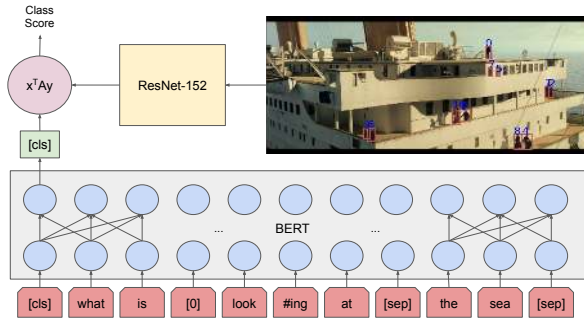 Class
Score
xᵀAy
ResNet-152
[cls]
... BERT ...
[cls] what is [0] look #ing at [sep] the sea [sep]